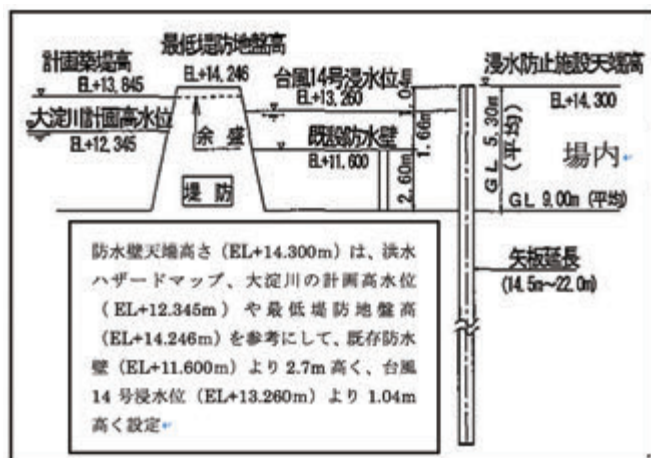 最低堤防地盤高
EL+14,246
計画築堤高
EL+13,845
台風14号浸水位
EL+13,260
浸水防止施設天端高
EL+14,300
大淀川計画高水位
EL+12,345
余盛
既設防水壁
EL+11,600
堤防
1.04m
1.66m
2.60m
GL 5.30m
(平均)
場内
GL 9.00m (平均)
矢板延長
(14.5m~22.0m)
防水壁天端高さ(EL+14.300m)は、洪水
ハザードマップ、大淀川の計画高水位
(EL+12.345m)や最低堤防地盤高
(EL+14.246m)を参考にして、既存防水
壁(EL+11.600m)より 2.7m 高く、台風
14 号浸水位(EL+13.260m)より 1.04m
高く設定